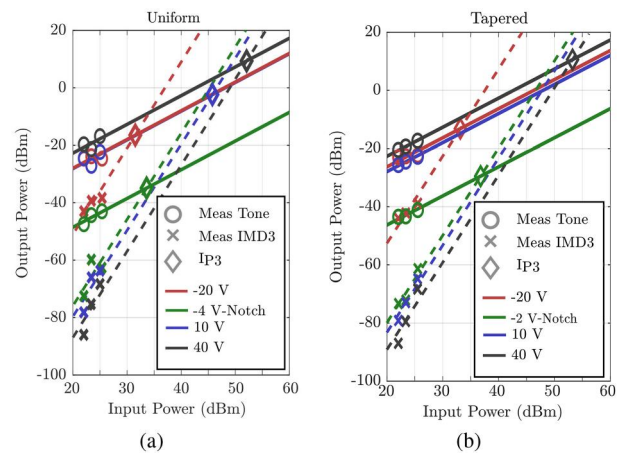 Uniform
Tapered
20
0
-20
-40
-60
-80
-100
20
30
40
50
60
Output Power (dBm)
Input Power (dBm)
Meas Tone
Meas IMD3
IP3
-20 V
-4 V-Notch
10 V
40 V
(a)
20
0
-20
-40
-60
-80
-100
20
30
40
50
60
Output Power (dBm)
Input Power (dBm)
Meas Tone
Meas IMD3
IP3
-20 V
-2 V-Notch
10 V
40 V
(b)